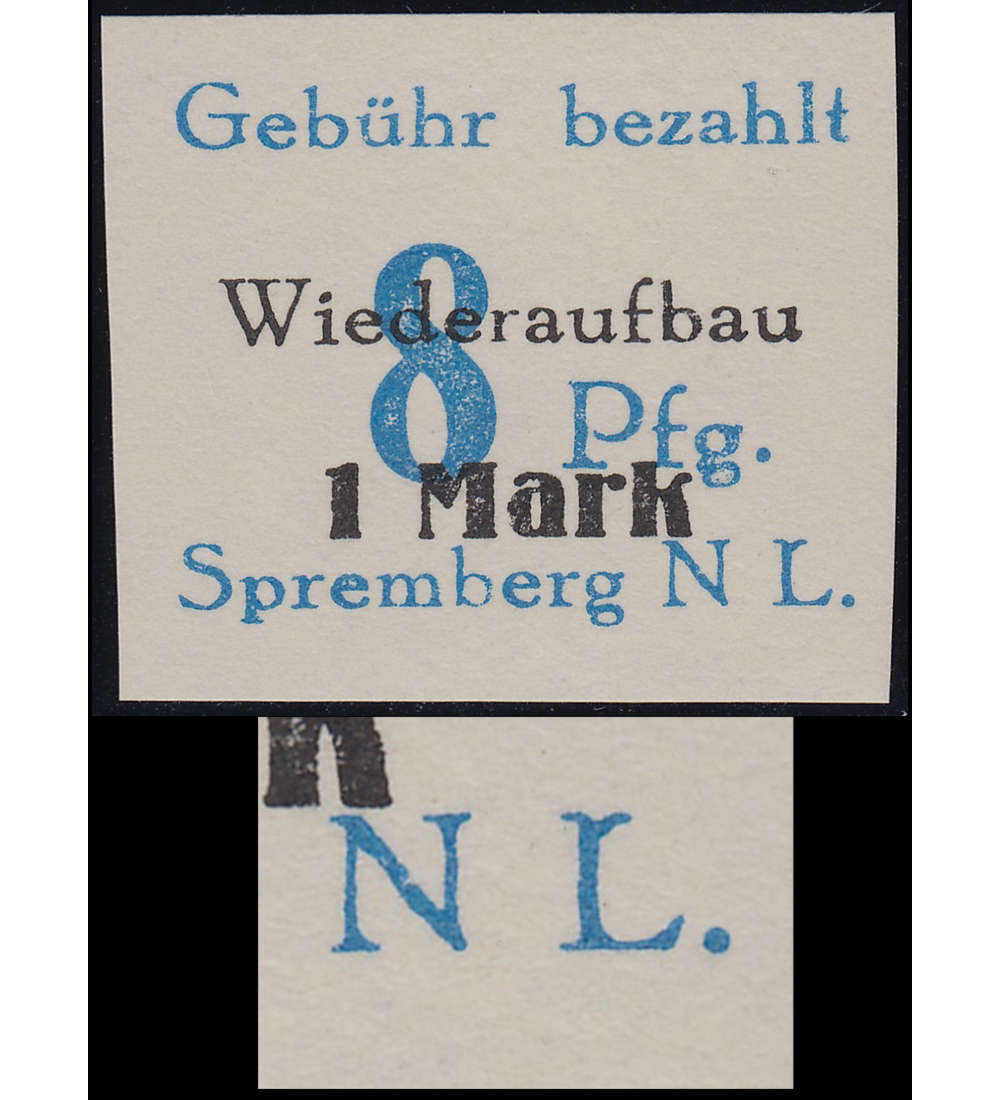 Gebühr bezahlt
Wiederaufbau
8 Pfg.
1 Mark
Spremberg N L.
N L.